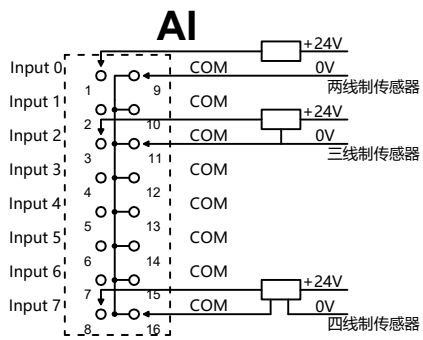 AI
+24V
Input 0 COM 0V
1 9
两线制传感器
Input 1 COM
+24V
2 10
Input 2 COM 0V
3 11
三线制传感器
Input 3 COM
4 12
Input 4 COM
5 13
Input 5 COM
6 14
Input 6 COM
+24V
7 15
Input 7 COM 0V
8 16
四线制传感器